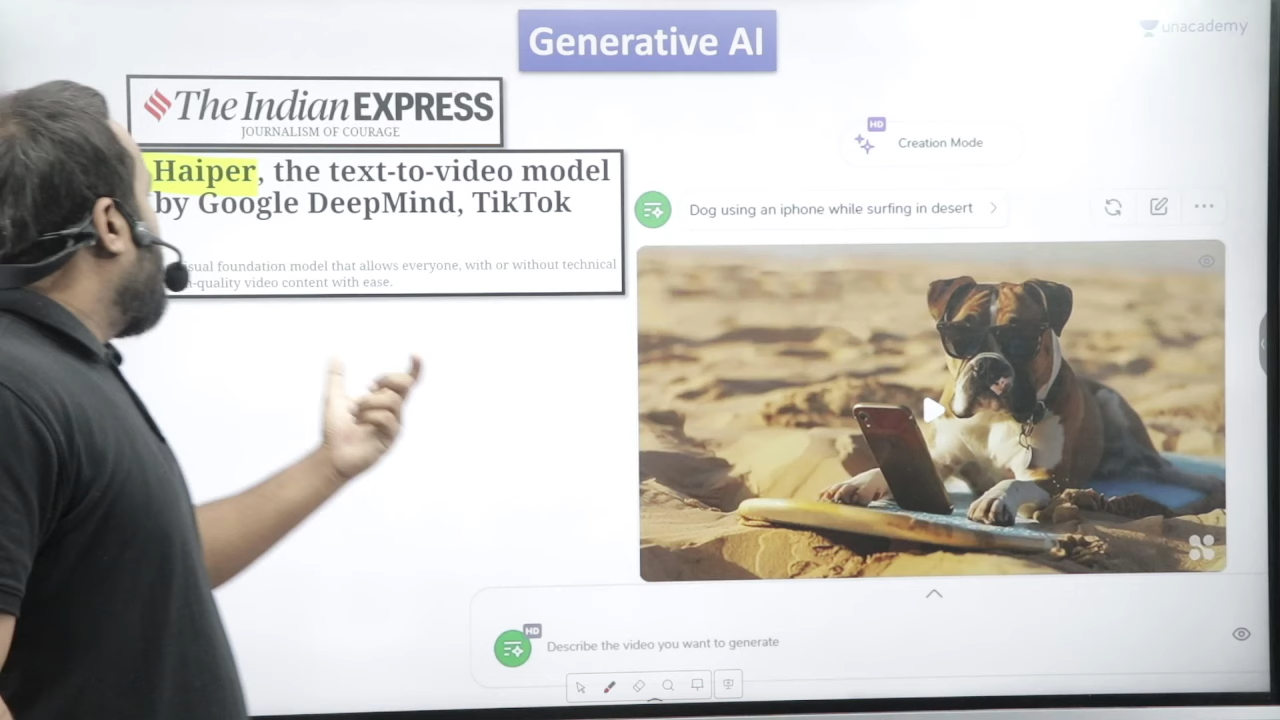 Generative AI
unacademy
The Indian EXPRESS
JOURNALISM OF COURAGE
Haiper, the text-to-video model
by Google DeepMind, TikTok
foundation model that allows everyone, with or without technical
video content with ease.
HD
Creation Mode
Dog using an iphone while surfing in desert
HD
Describe the video you want to generate